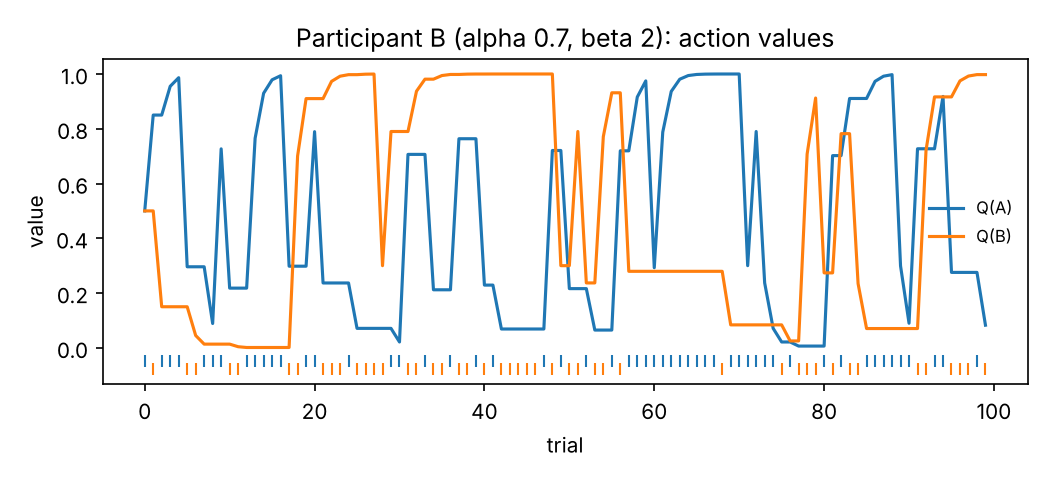 Participant B (alpha 0.7, beta 2): action values
1.0
0.8
0.6
0.4
0.2
0.0
value
Q(A)
Q(B)
0 20 40 60 80 100
trial